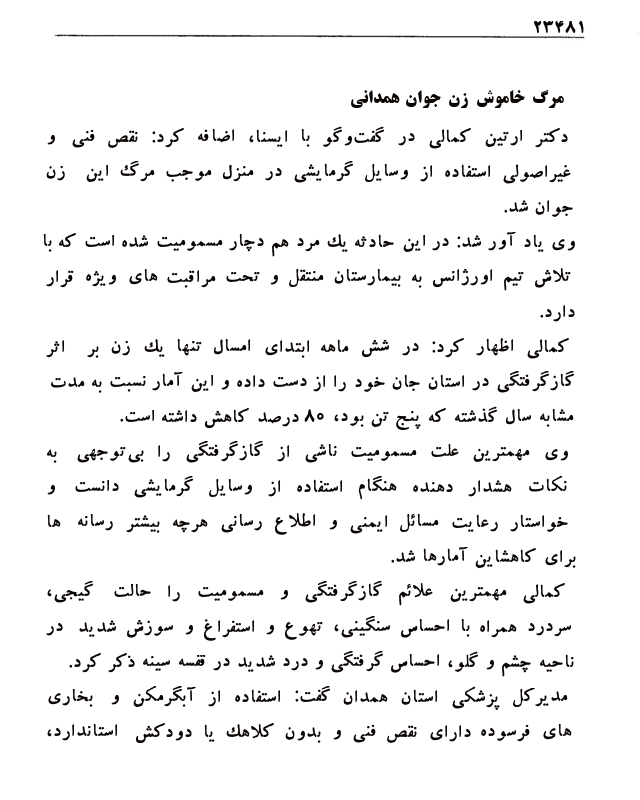 ۲۳۴۸۱
مرگ خاموش زن جوان همدانی
دکتر ارتین کمالی در گفت‌وگو با ایسنا، اضافه کرد: نقص فنی و
غیراصولی استفاده از وسایل گرمایشی در منزل موجب مرگ این زن
جوان شد.
وی یاد آور شد: در این حادثه یك مرد هم دچار مسمومیت شده است که با
تلاش تیم اورژانس به بیمارستان منتقل و تحت مراقبت های ویژه قرار
دارد.
کمالی اظهار کرد: در شش ماهه ابتدای امسال تنها یك زن بر اثر
گازگرفتگی در استان جان خود را از دست داده و این آمار نسبت به مدت
مشابه سال گذشته که پنج تن بود، ۸۰ درصد کاهش داشته است.
وی مهمترین علت مسمومیت ناشی از گازگرفتگی را بی‌توجهی به
نکات هشدار دهنده هنگام استفاده از وسایل گرمایشی دانست و
خواستار رعایت مسائل ایمنی و اطلاع رسانی هرچه بیشتر رسانه ها
برای کاهشاین آمارها شد.
کمالی مهمترین علائم گازگرفتگی و مسمومیت را حالت گیجی،
سردرد همراه با احساس سنگینی، تهوع و استفراغ و سوزش شدید در
ناحیه چشم و گلو، احساس گرفتگی و درد شدید در قفسه سینه ذکر کرد.
مدیرکل پزشکی استان همدان گفت: استفاده از آبگرمکن و بخاری
های فرسوده دارای نقص فنی و بدون کلاهك یا دودکش استاندارد،